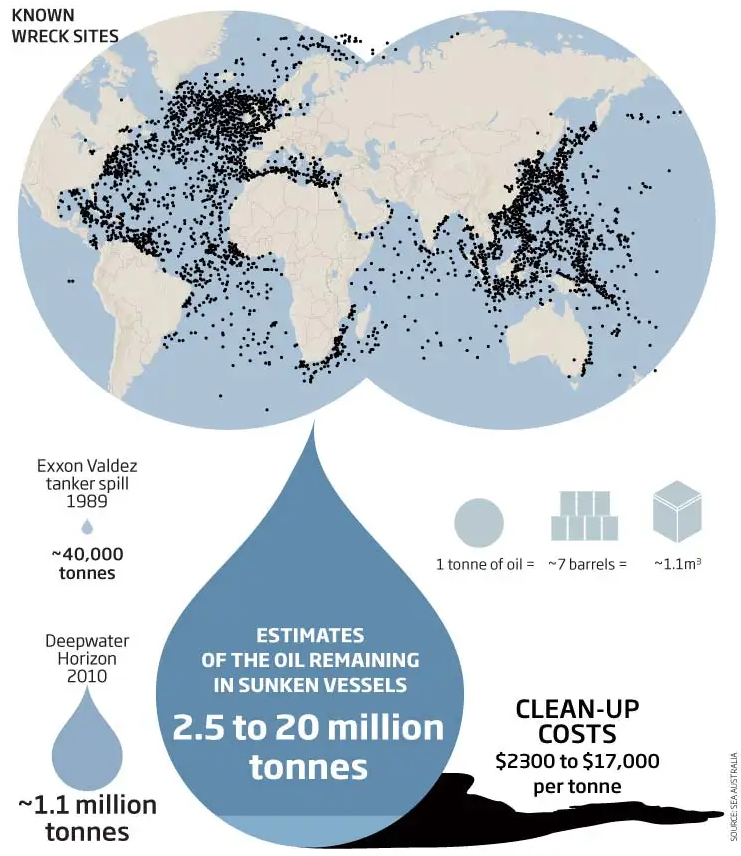 KNOWN
WRECK SITES
Exxon Valdez
tanker spill
1989
~40,000
tonnes
1 tonne of oil = ~7 barrels = ~1.1m³
Deepwater
Horizon
2010
~1.1 million
tonnes
ESTIMATES
OF THE OIL REMAINING
IN SUNKEN VESSELS
2.5 to 20 million
tonnes
CLEAN-UP
COSTS
$2300 to $17,000
per tonne
SOURCE: SEA AUSTRALIA